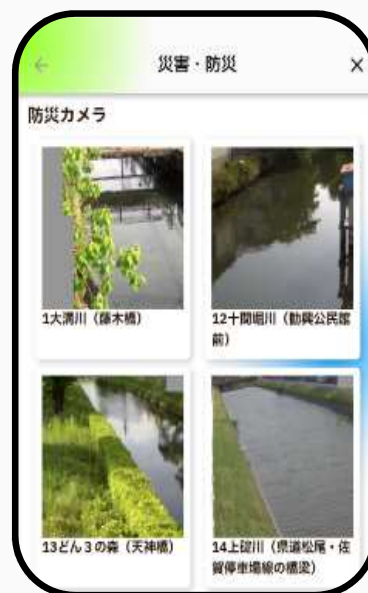 災害・防災
防災カメラ
1大溝川（藤木橋）
12十間堀川（勧興公民館
前）
13どん3の森（天神橋）
14上碇川（県道松尾・佐
賀停車場線の橋梁）